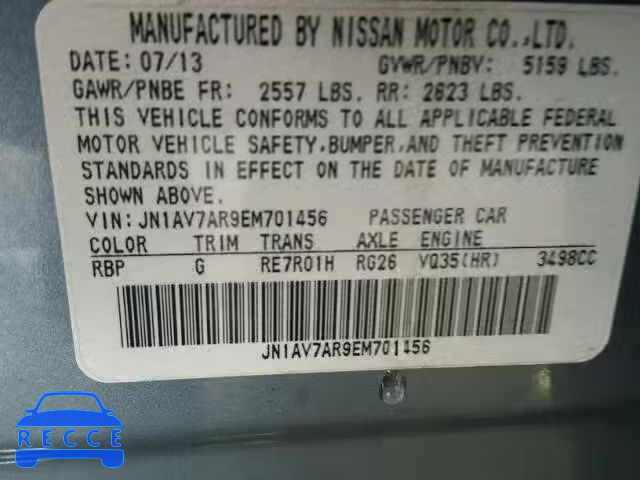 MANUFACTURED BY NISSAN MOTOR CO.,LTD.
DATE: 07/13 GVWR/PNBV: 5159 LBS.
GAWR/PNBE FR: 2557 LBS. RR: 2623 LBS.
THIS VEHICLE CONFORMS TO ALL APPLICABLE FEDERAL
MOTOR VEHICLE SAFETY,BUMPER,AND THEFT PREVENTION
STANDARDS IN EFFECT ON THE DATE OF MANUFACTURE
SHOWN ABOVE.
VIN: JN1AV7AR9EM701456 PASSENGER CAR
COLOR TRIM TRANS AXLE ENGINE
RBP G RE7R01H RG26 VQ35(HR) 3498CC
JN1AV7AR9EM701456
RECCE